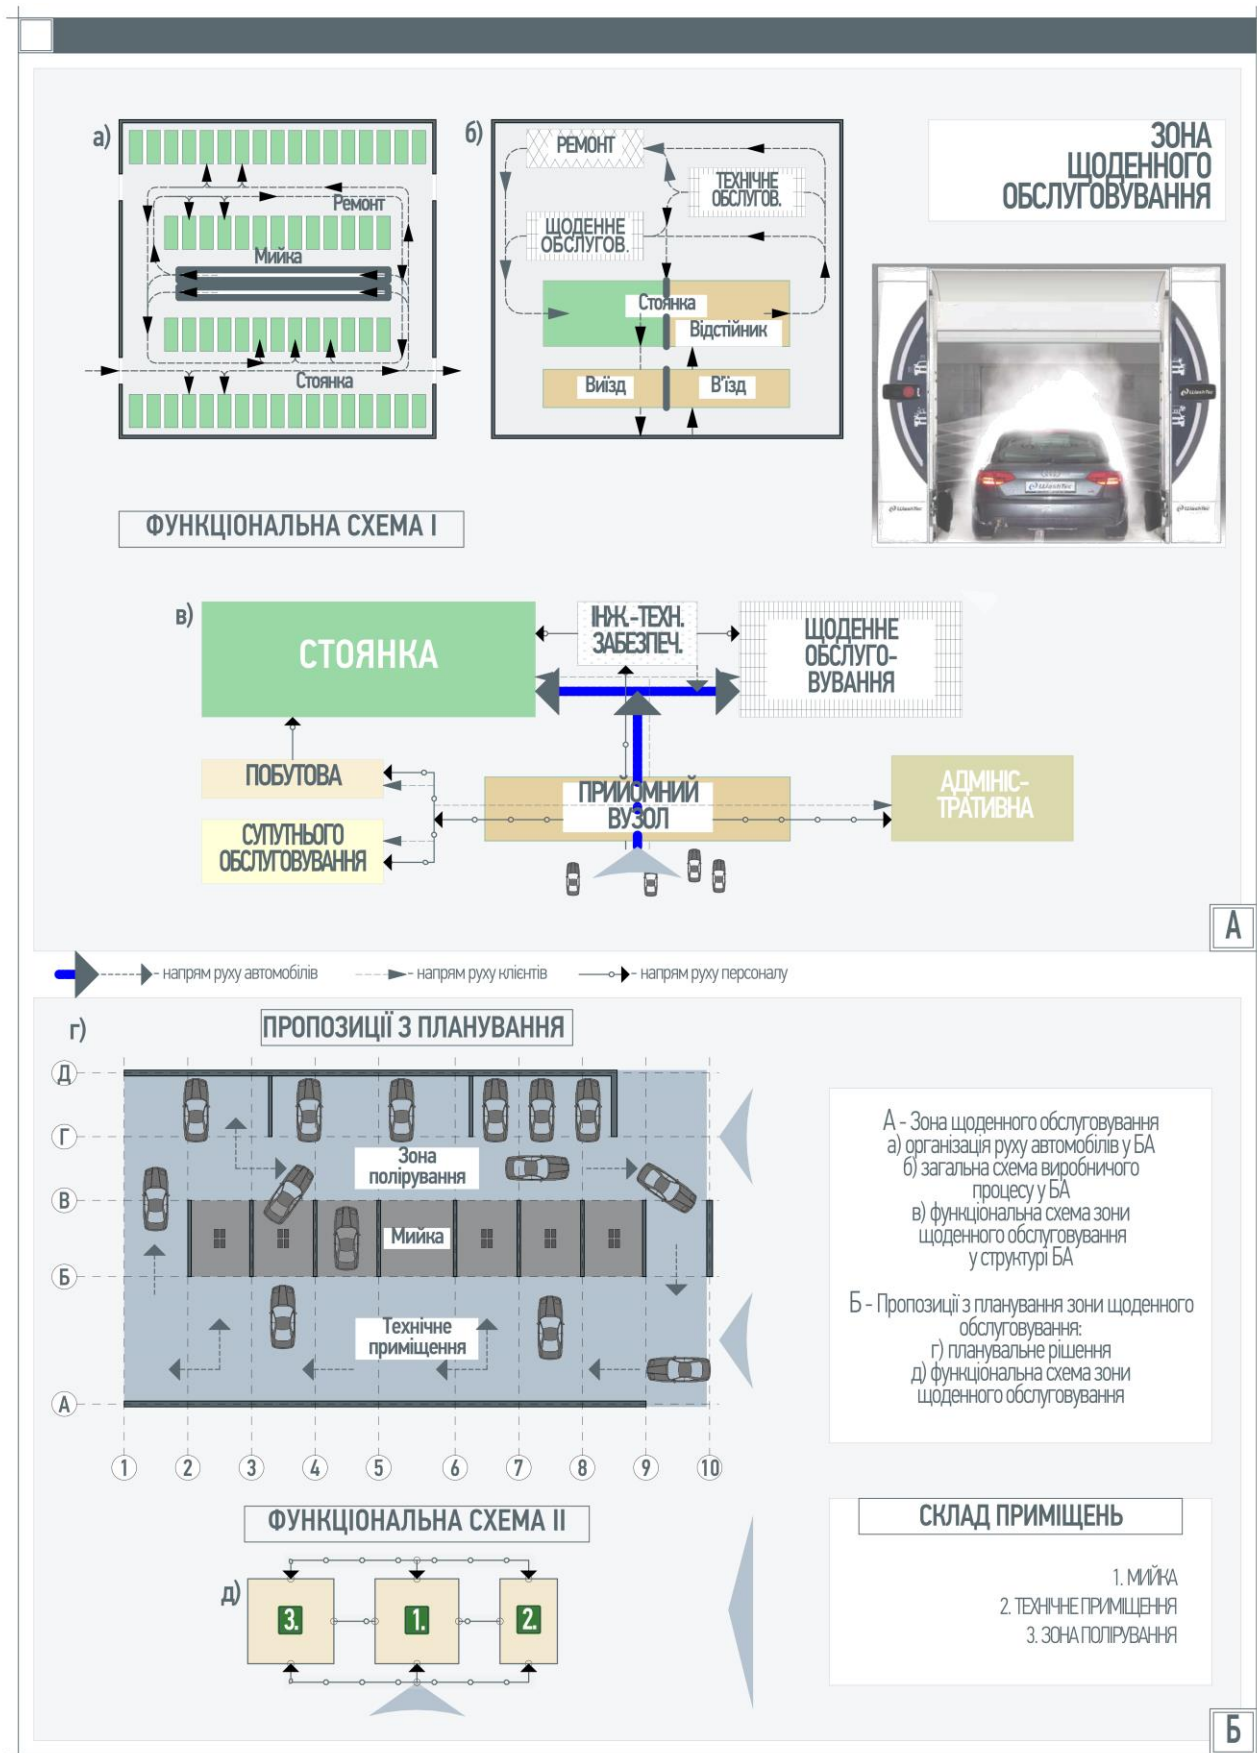 ЗОНА
ЩОДЕННОГО
ОБСЛУГОВУВАННЯ
а)
Ремонт
Мийка
Стоянка
б)
РЕМОНТ
ТЕХНІЧНЕ
ОБСЛУГОВ.
ЩОДЕННЕ
ОБСЛУГОВ.
Стоянка
Відстійник
Виїзд
В'їзд
WashTec
ФУНКЦІОНАЛЬНА СХЕМА І
в)
СТОЯНКА
ІНЖ.-ТЕХН.
ЗАБЕЗПЕЧ.
ЩОДЕННЕ
ОБСЛУГО-
ВУВАННЯ
ПОБУТОВА
СУПУТНЬОГО
ОБСЛУГОВУВАННЯ
ПРИЙОМНИЙ
ВУЗОЛ
АДМІНІС-
ТРАТИВНА
А
- напрям руху автомобілів
- напрям руху клієнтів
- напрям руху персоналу
г)
ПРОПОЗИЦІЇ З ПЛАНУВАННЯ
Д
Г
В
Б
А
Зона
полірування
Мийка
Технічне
приміщення
1 2 3 4 5 6 7 8 9 10
А - Зона щоденного обслуговування
а) організація руху автомобілів у БА
б) загальна схема виробничого
процесу у БА
в) функціональна схема зони
щоденного обслуговування
у структурі БА
Б - Пропозиції з планування зони щоденного
обслуговування:
г) планувальне рішення
д) функціональна схема зони
щоденного обслуговування
ФУНКЦІОНАЛЬНА СХЕМА ІІ
д)
3. 1. 2.
СКЛАД ПРИМІЩЕНЬ
1. МИЙКА
2. ТЕХНІЧНЕ ПРИМІЩЕННЯ
3. ЗОНА ПОЛІРУВАННЯ
Б